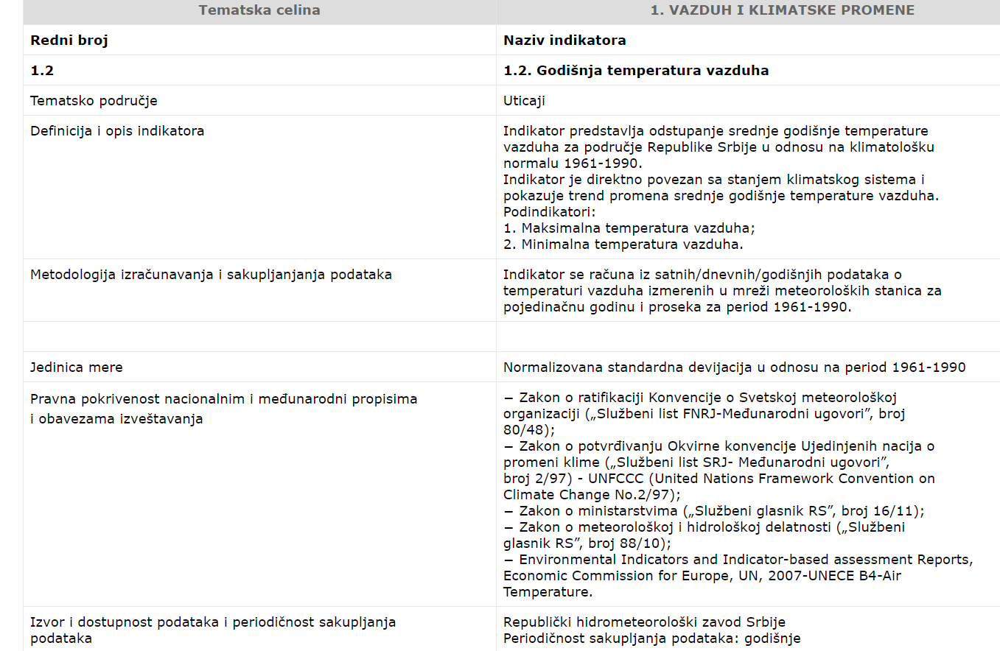 Tematska celina
1. VAZDUH I KLIMATSKE PROMENE
Redni broj
Naziv indikatora
1.2
1.2. Godišnja temperatura vazduha
Tematsko područje
Uticaji
Definicija i opis indikatora
Indikator predstavlja odstupanje srednje godišnje temperature
vazduha za područje Republike Srbije u odnosu na klimatološku
normalu 1961-1990.
Indikator je direktno povezan sa stanjem klimatskog sistema i
pokazuje trend promena srednje godišnje temperature vazduha.
Podindikatori:
1. Maksimalna temperatura vazduha;
2. Minimalna temperatura vazduha.
Metodologija izračunavanja i sakupljanjanja podataka
Indikator se računa iz satnih/dnevnih/godišnjih podataka o
temperaturi vazduha izmerenih u mreži meteoroloških stanica za
pojedinačnu godinu i proseka za period 1961-1990.
Jedinica mere
Normalizovana standardna devijacija u odnosu na period 1961-1990
Pravna pokrivenost nacionalnim i međunarodni propisima
i obavezama izveštavanja
− Zakon o ratifikaciji Konvencije o Svetskoj meteorološkoj
organizaciji („Službeni list FNRJ-Međunarodni ugovori”, broj
80/48);
− Zakon o potvrđivanju Okvirne konvencije Ujedinjenih nacija o
promeni klime („Službeni list SRJ- Međunarodni ugovori”,
broj 2/97) - UNFCCC (United Nations Framework Convention on
Climate Change No.2/97);
− Zakon o ministarstvima („Službeni glasnik RS”, broj 16/11);
− Zakon o meteorološkoj i hidrološkoj delatnosti („Službeni
glasnik RS”, broj 88/10);
− Environmental Indicators and Indicator-based assessment Reports,
Economic Commission for Europe, UN, 2007-UNECE B4-Air
Temperature.
Izvor i dostupnost podataka i periodičnost sakupljanja
podataka
Republički hidrometeorološki zavod Srbije
Periodičnost sakupljanja podataka: godišnje